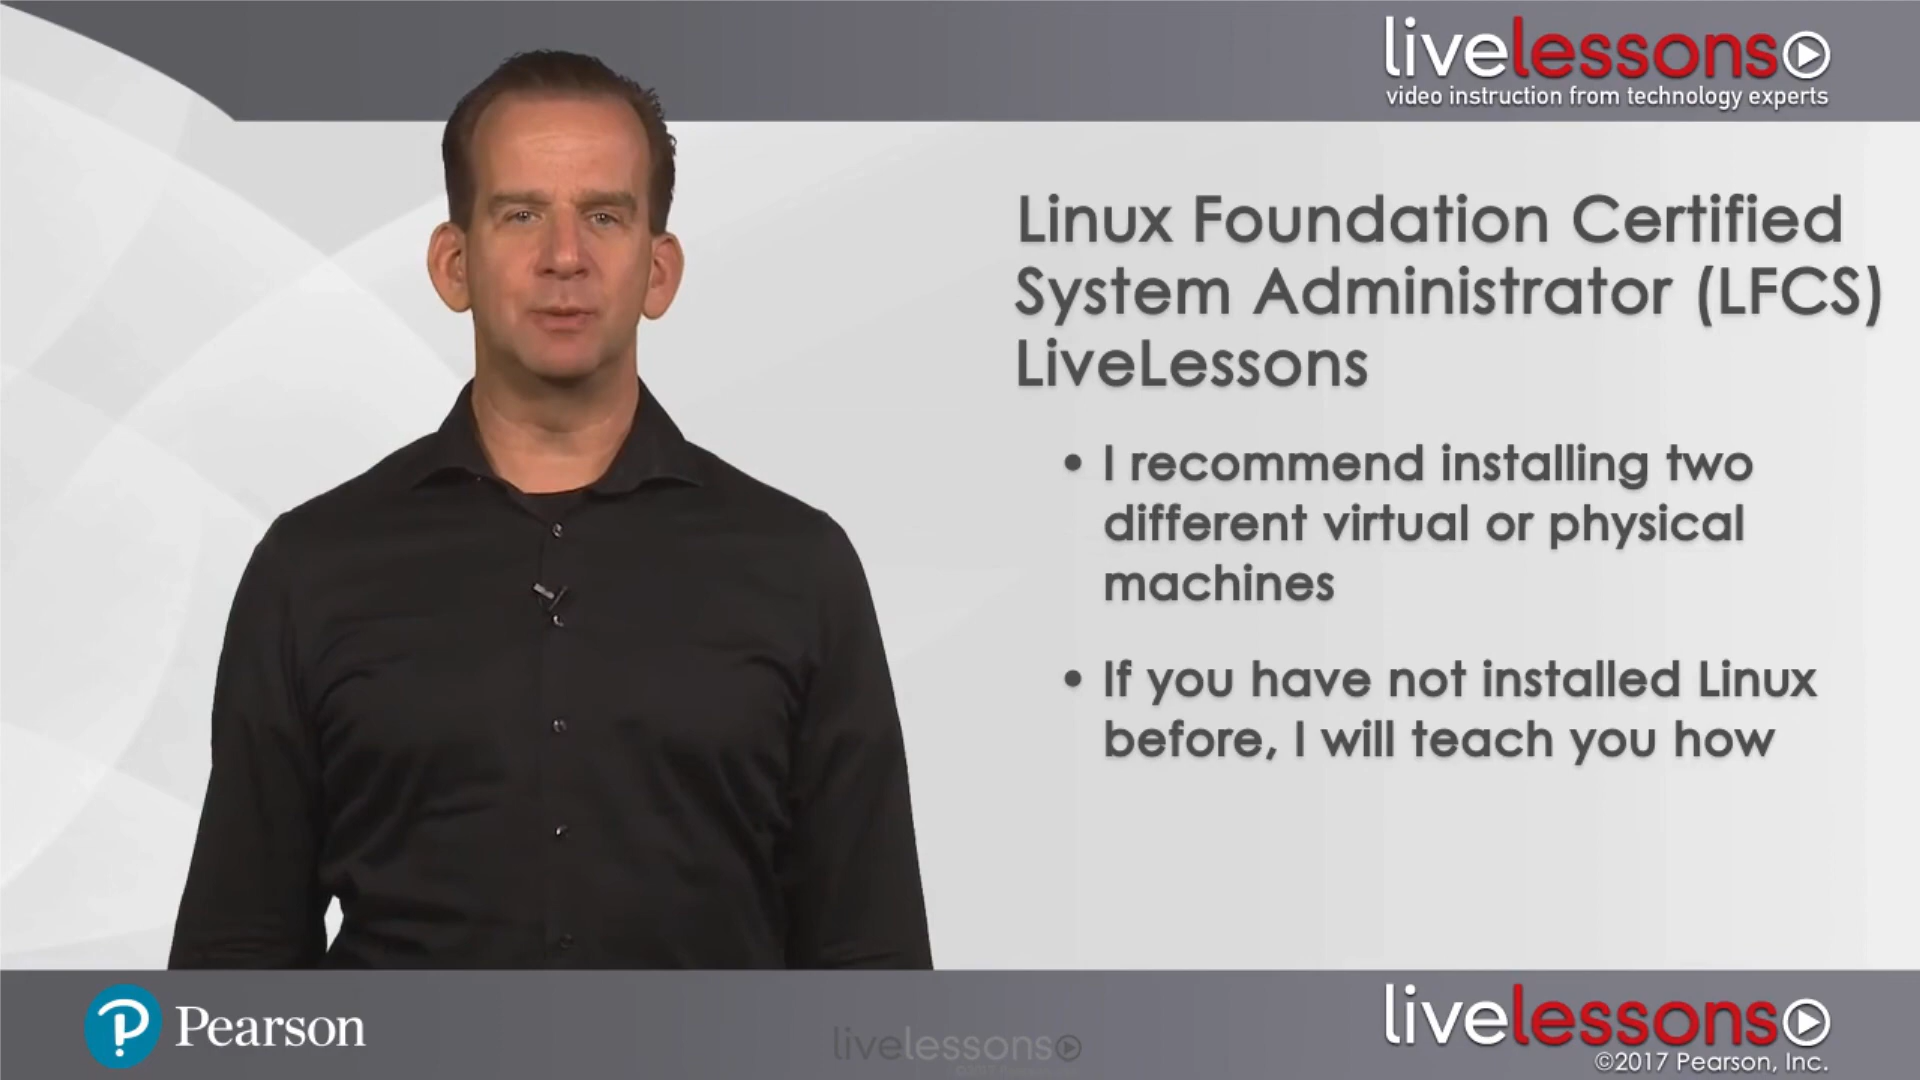 livelessons
video instruction from technology experts
Linux Foundation Certified
System Administrator (LFCS)
LiveLessons
• I recommend installing two
different virtual or physical
machines
• If you have not installed Linux
before, I will teach you how
Pearson
livelessons
livelessons
©2017 Pearson, Inc.